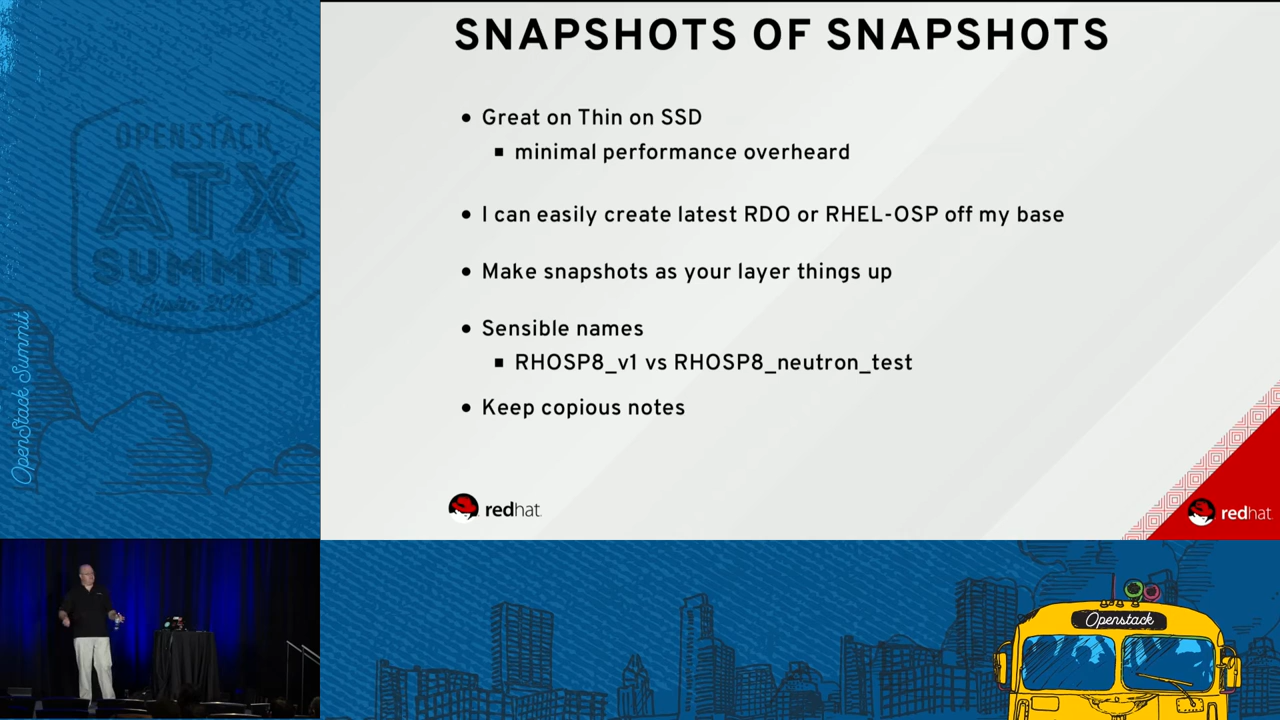 SNAPSHOTS OF SNAPSHOTS
• Great on Thin on SSD
▪ minimal performance overheard
• I can easily create latest RDO or RHEL-OSP off my base
• Make snapshots as your layer things up
• Sensible names
▪ RHOSP8_v1 vs RHOSP8_neutron_test
• Keep copious notes
redhat.
redhat.
OPENSTACK
ATX
SUMMIT
Austin 2016
OpenStack Summit
Openstack